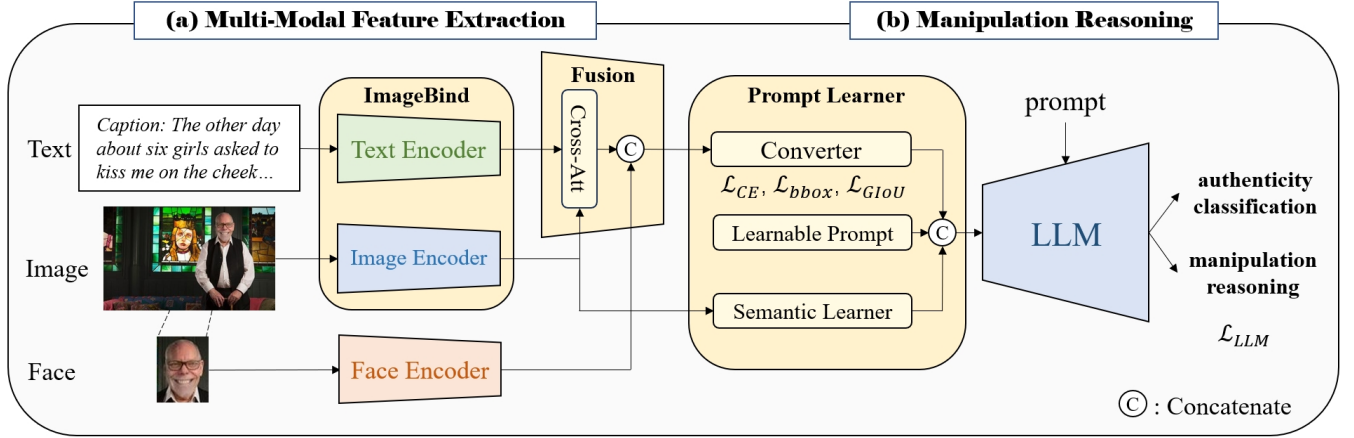 (a) Multi-Modal Feature Extraction
(b) Manipulation Reasoning
Text
Caption: The other day
about six girls asked to
kiss me on the cheek…
Image
Face
ImageBind
Text Encoder
Image Encoder
Face Encoder
Fusion
Cross-Att
C
Prompt Learner
Converter
ℒ_CE, ℒ_bbox, ℒ_GIoU
Learnable Prompt
C
Semantic Learner
prompt
LLM
authenticity
classification
manipulation
reasoning
ℒ_LLM
C : Concatenate